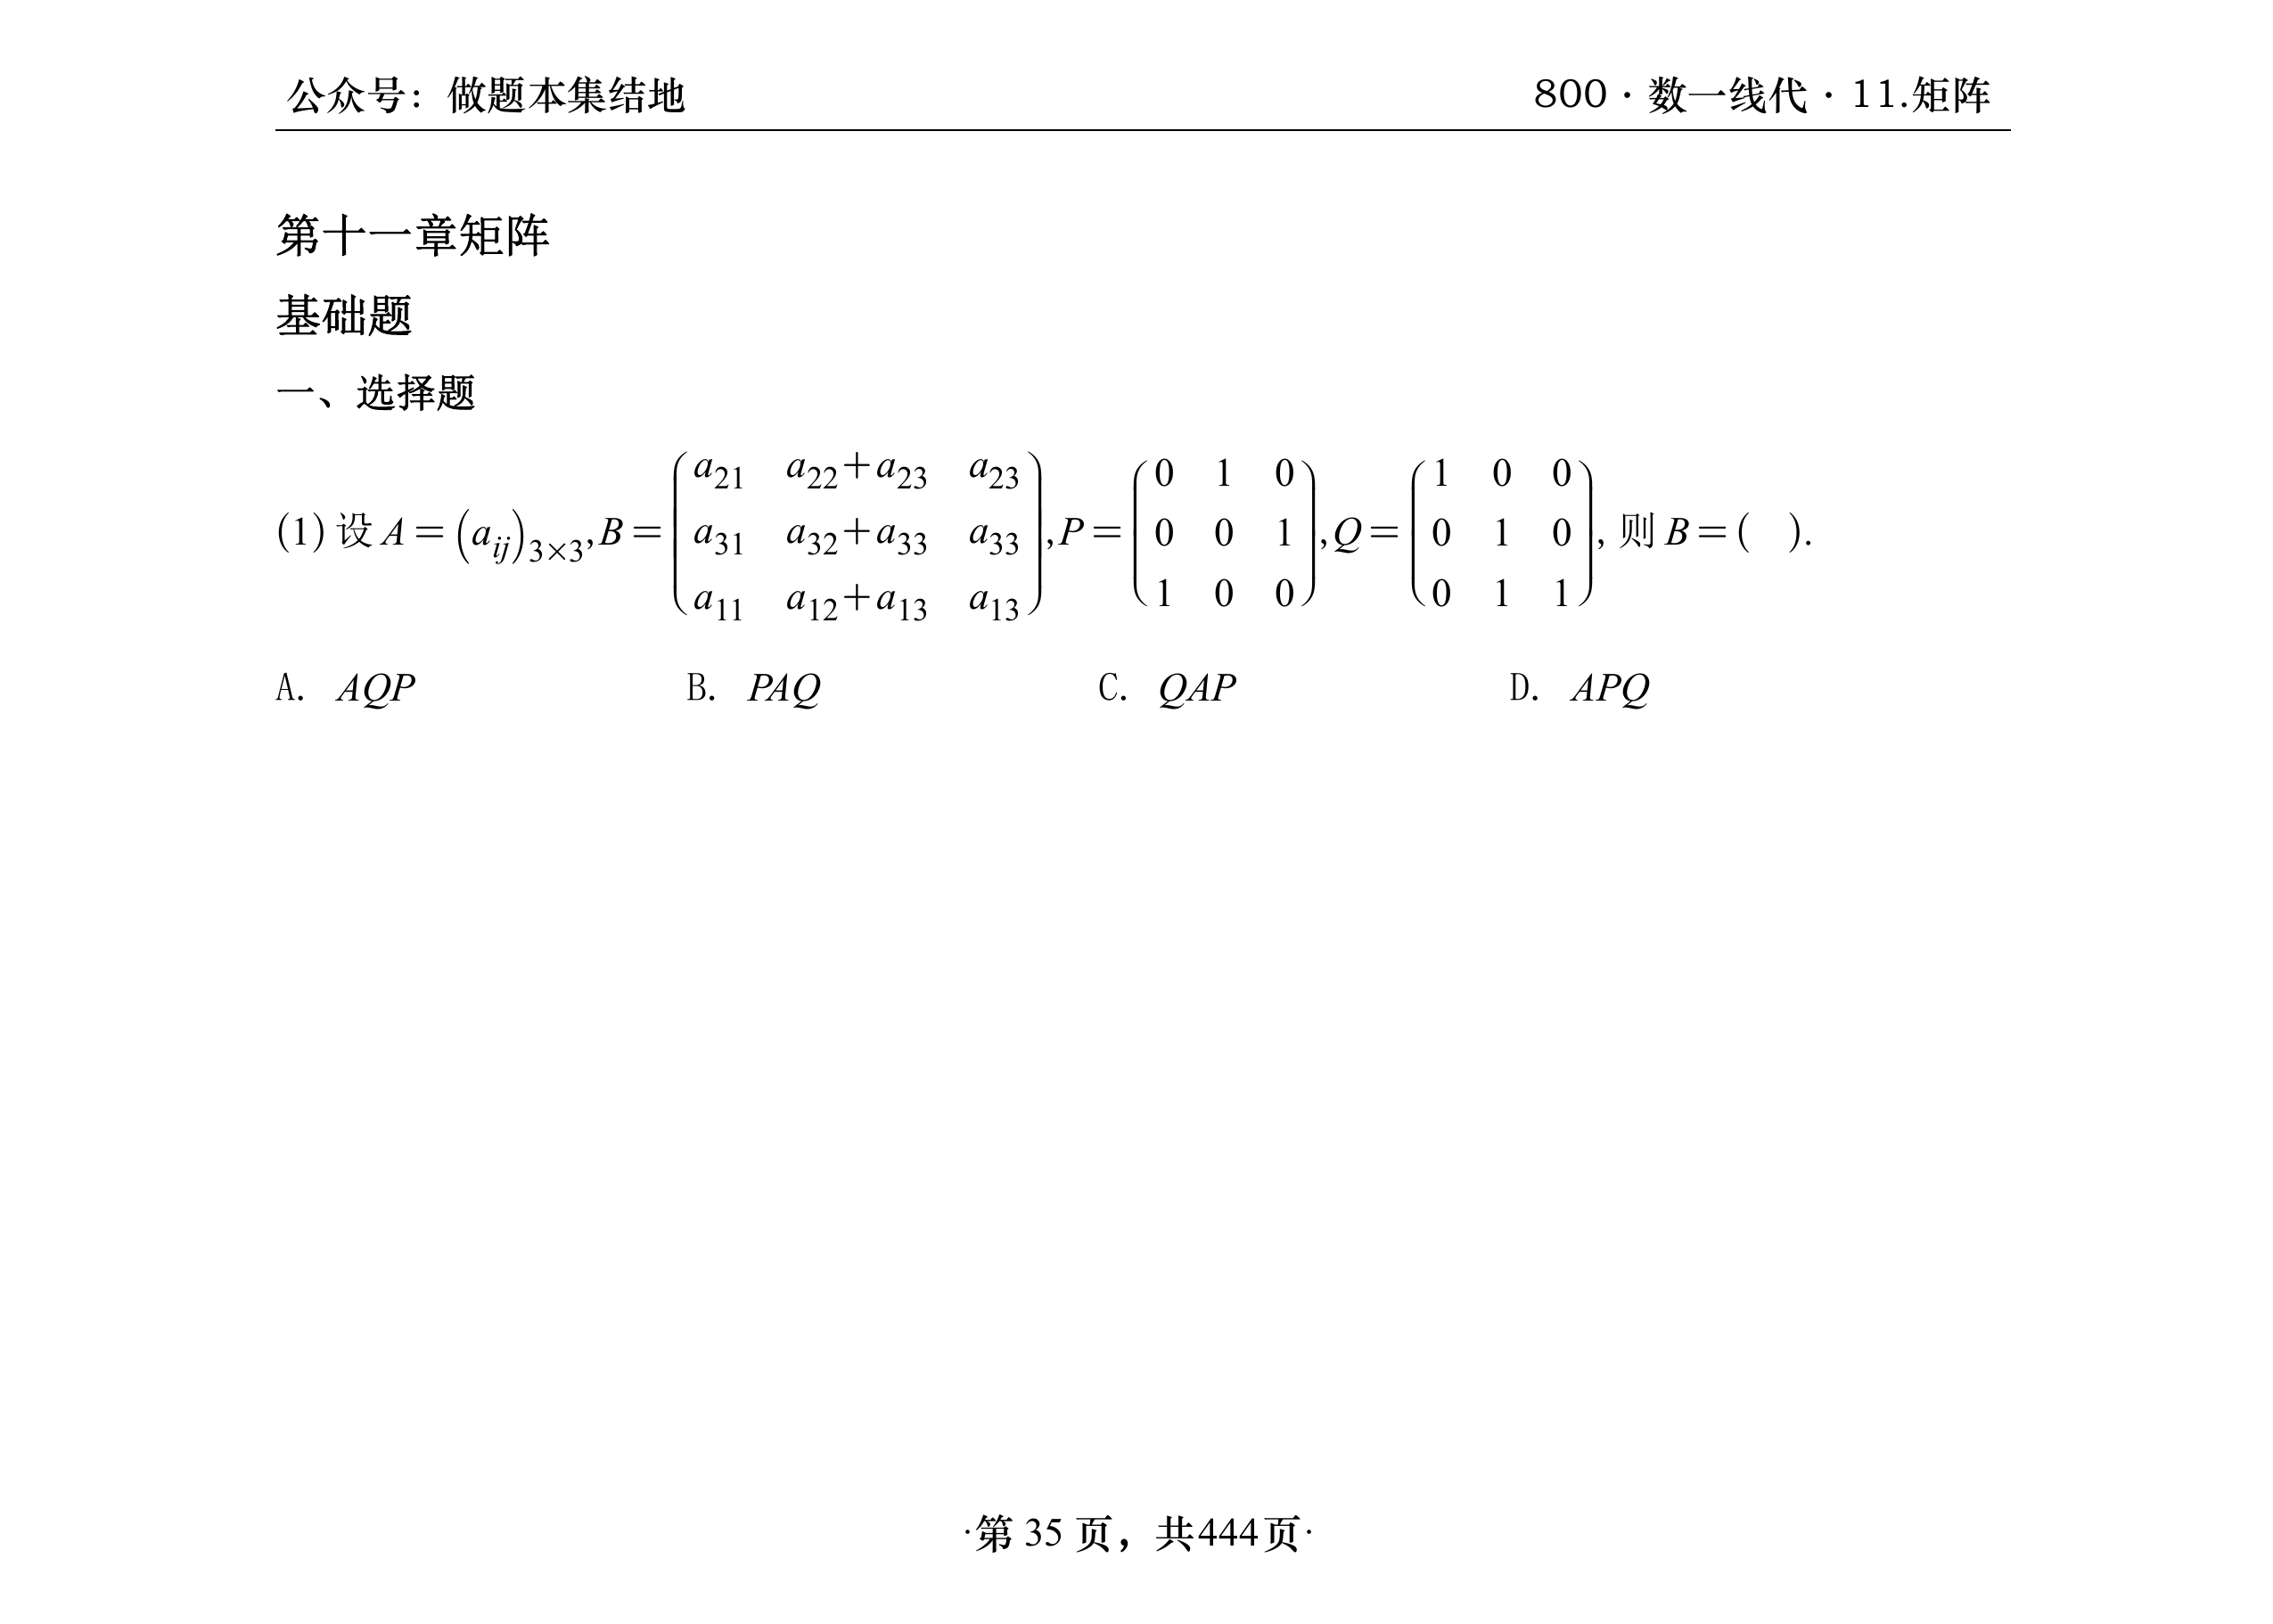 公众号：做题本集结地 800·数一线代·11.矩阵
第十一章矩阵
基础题
一、选择题
(1) 设 $A=\left(a_{ij}\right)_{3\times3}, B=\begin{pmatrix} a_{21} & a_{22}+a_{23} & a_{23} \\ a_{31} & a_{32}+a_{33} & a_{33} \\ a_{11} & a_{12}+a_{13} & a_{13} \end{pmatrix}, P=\begin{pmatrix} 0 & 1 & 0 \\ 0 & 0 & 1 \\ 1 & 0 & 0 \end{pmatrix}, Q=\begin{pmatrix} 1 & 0 & 0 \\ 0 & 1 & 0 \\ 0 & 1 & 1 \end{pmatrix}$, 则 $B=(\quad)$.
A. AQP B. PAQ C. QAP D. APQ
·第 35 页，共444页·